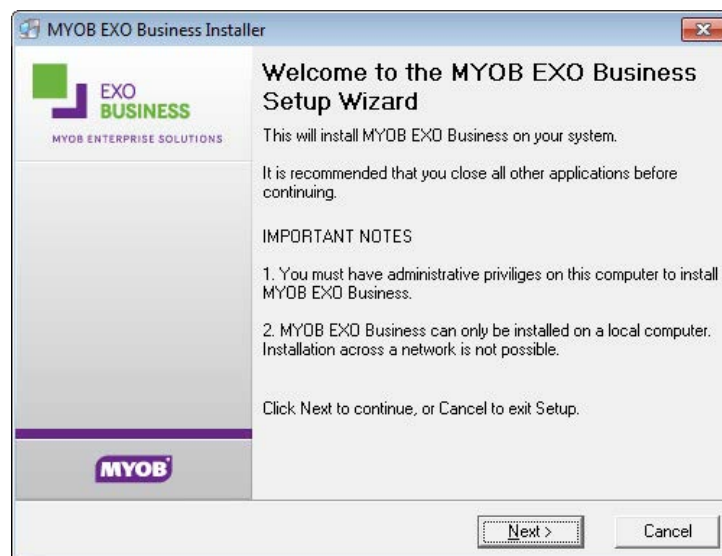 MYOB EXO Business Installer
EXO
BUSINESS
MYOB ENTERPRISE SOLUTIONS
Welcome to the MYOB EXO Business
Setup Wizard
This will install MYOB EXO Business on your system.
It is recommended that you close all other applications before
continuing.
IMPORTANT NOTES
1. You must have administrative priviliges on this computer to install
MYOB EXO Business.
2. MYOB EXO Business can only be installed on a local computer.
Installation across a network is not possible.
Click Next to continue, or Cancel to exit Setup.
MYOB
Next >
Cancel